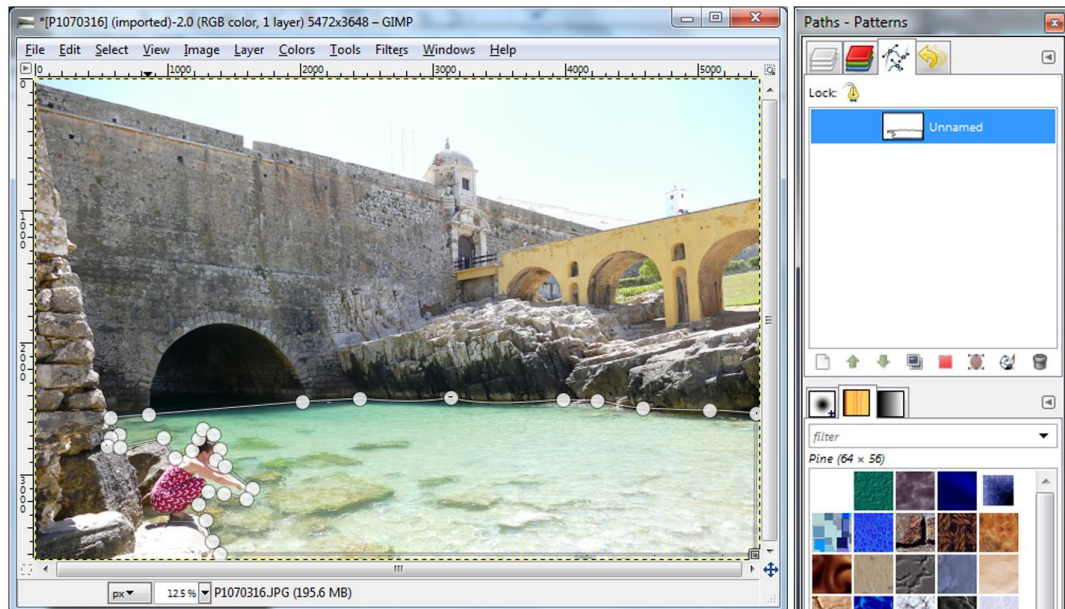 *[P1070316] (imported)-2.0 (RGB color, 1 layer) 5472x3648 – GIMP
File Edit Select View Image Layer Colors Tools Filters Windows Help
0 1000 2000 3000 4000 5000
0
1000
2000
3000
px 12.5 % P1070316.JPG (195.6 MB)
Paths - Patterns
Lock:
Unnamed
filter
Pine (64 × 56)